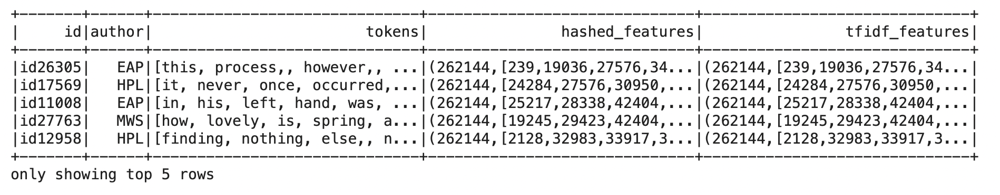 +-------+------+------------------------------+------------------------------+------------------------------+
|     id|author|                        tokens|               hashed_features|                tfidf_features|
+-------+------+------------------------------+------------------------------+------------------------------+
|id26305|   EAP|[this, process,, however,, ...|(262144,[239,19036,27576,34...|(262144,[239,19036,27576,34...|
|id17569|   HPL|[it, never, once, occurred,...|(262144,[24284,27576,30950,...|(262144,[24284,27576,30950,...|
|id11008|   EAP|[in, his, left, hand, was, ...|(262144,[25217,28338,42404,...|(262144,[25217,28338,42404,...|
|id27763|   MWS|[how, lovely, is, spring, a...|(262144,[19245,29423,42404,...|(262144,[19245,29423,42404,...|
|id12958|   HPL|[finding, nothing, else,, n...|(262144,[2128,32983,33917,3...|(262144,[2128,32983,33917,3...|
+-------+------+------------------------------+------------------------------+------------------------------+
only showing top 5 rows